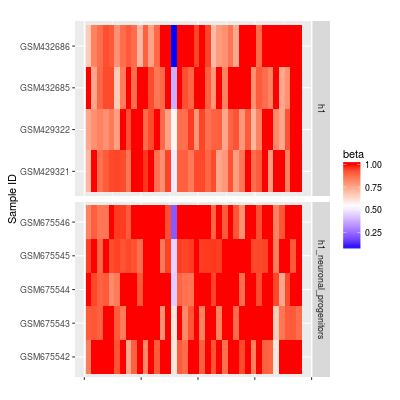 GSM432686
GSM432685
GSM429322
GSM429321
h1
GSM675546
GSM675545
GSM675544
GSM675543
GSM675542
h1_neuronal_progenitors
Sample ID
beta
1.00
0.75
0.50
0.25